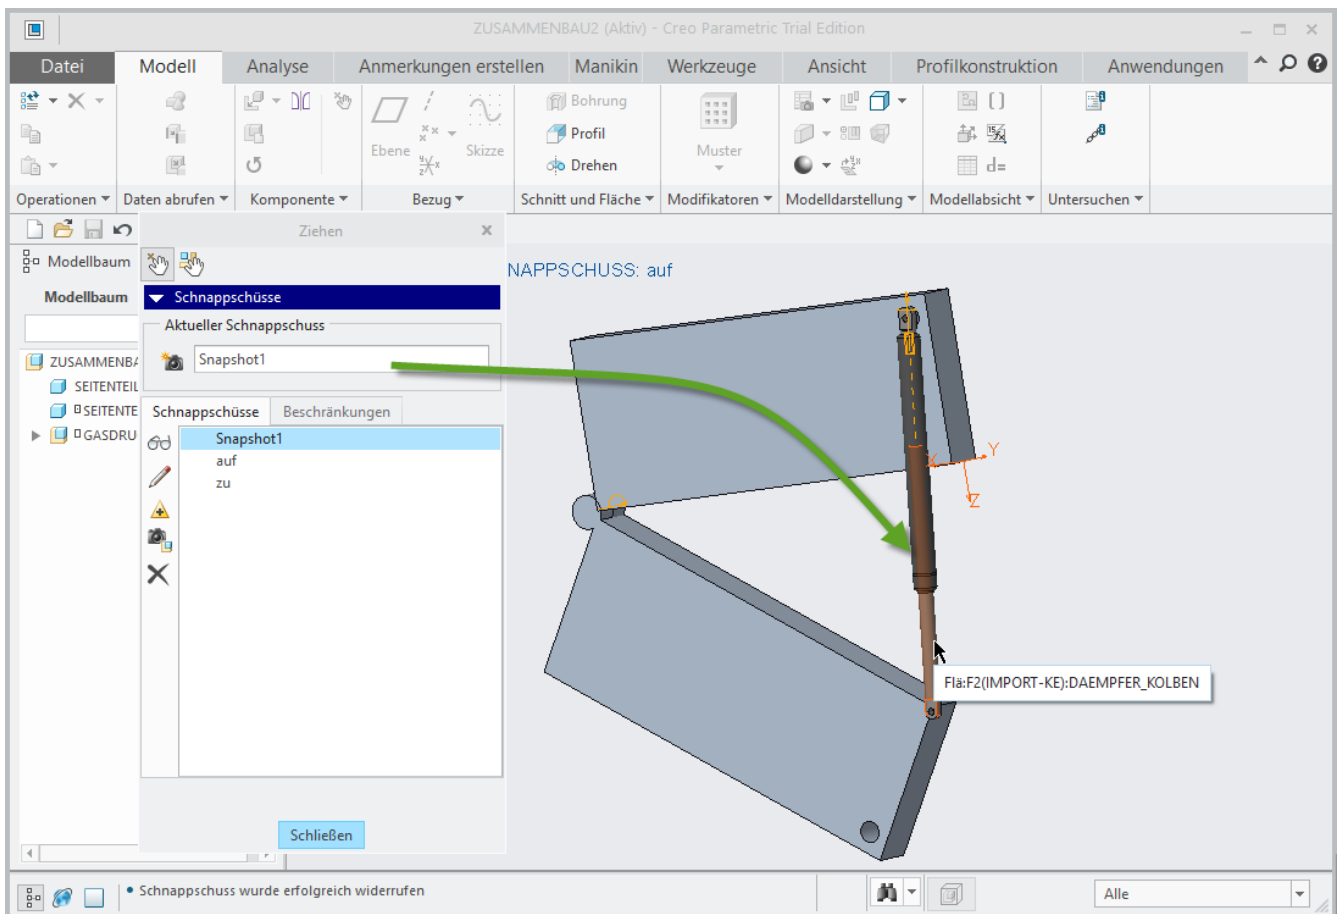 ZUSAMMENBAU2 (Aktiv) - Creo Parametric Trial Edition
Datei Modell Analyse Anmerkungen erstellen Manikin Werkzeuge Ansicht Profilkonstruktion Anwendungen
Bohrung
Profil
Ebene Skizze Muster
Drehen
d=
Operationen Daten abrufen Komponente Bezug Schnitt und Fläche Modifikatoren Modelldarstellung Modellabsicht Untersuchen
Ziehen
Modellbaum
Modellbaum
Schnappschüsse
NAPPSCHUSS: auf
Aktueller Schnappschuss
Snapshot1
ZUSAMMENBA
SEITENTEIL
SEITENTE
GASDRU
Schnappschüsse Beschränkungen
Snapshot1
auf
zu
Y
X
Z
Flä:F2(IMPORT-KE):DAEMPFER_KOLBEN
Schließen
Schnappschuss wurde erfolgreich widerrufen
Alle